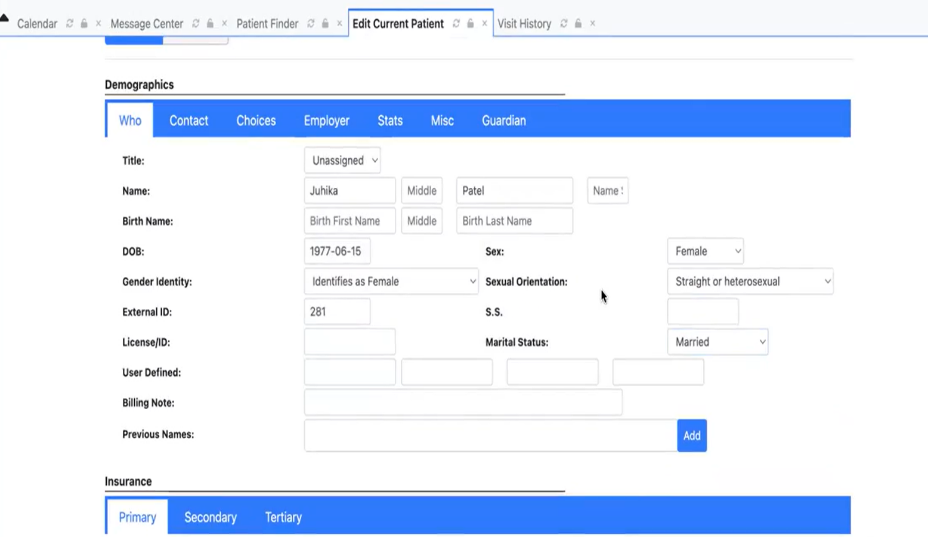 Calendar Message Center Patient Finder Edit Current Patient Visit History
Demographics
Who Contact Choices Employer Stats Misc Guardian
Title: Unassigned
Name: Juhika Middle Patel Name S
Birth Name: Birth First Name Middle Birth Last Name
DOB: 1977-06-15 Sex: Female
Gender Identity: Identifies as Female Sexual Orientation: Straight or heterosexual
External ID: 281 S.S.
License/ID: Marital Status: Married
User Defined:
Billing Note:
Previous Names: Add
Insurance
Primary Secondary Tertiary